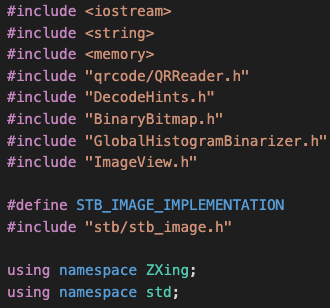 #include <iostream>
#include <string>
#include <memory>
#include "qrcode/QRReader.h"
#include "DecodeHints.h"
#include "BinaryBitmap.h"
#include "GlobalHistogramBinarizer.h"
#include "ImageView.h"
#define STB_IMAGE_IMPLEMENTATION
#include "stb/stb_image.h"
using namespace ZXing;
using namespace std;